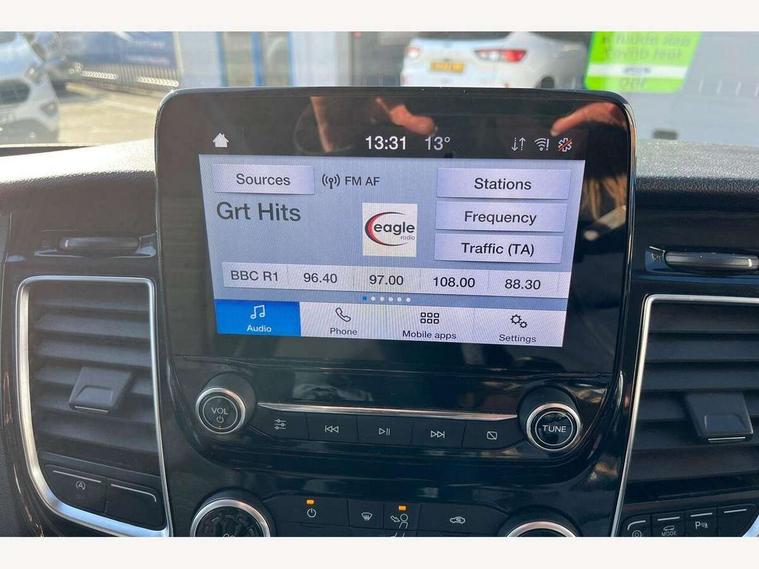 13:31 13°
Sources
FM AF
Stations
Grt Hits
eagle
radio
Frequency
Traffic (TA)
BBC R1 96.40 97.00 108.00 88.30
Audio
Phone
Mobile apps
Settings
VOL
TUNE
MODE